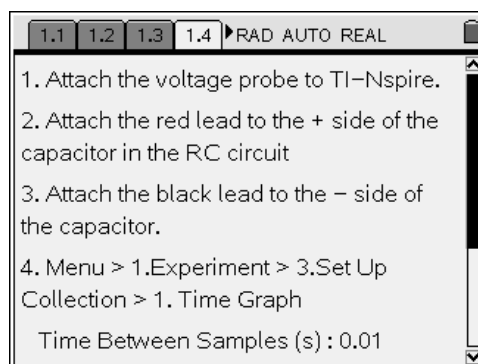 1.1 1.2 1.3 1.4 RAD AUTO REAL
1. Attach the voltage probe to TI-Nspire.
2. Attach the red lead to the + side of the
capacitor in the RC circuit
3. Attach the black lead to the − side of
the capacitor.
4. Menu > 1.Experiment > 3.Set Up
Collection > 1. Time Graph
Time Between Samples (s) : 0.01